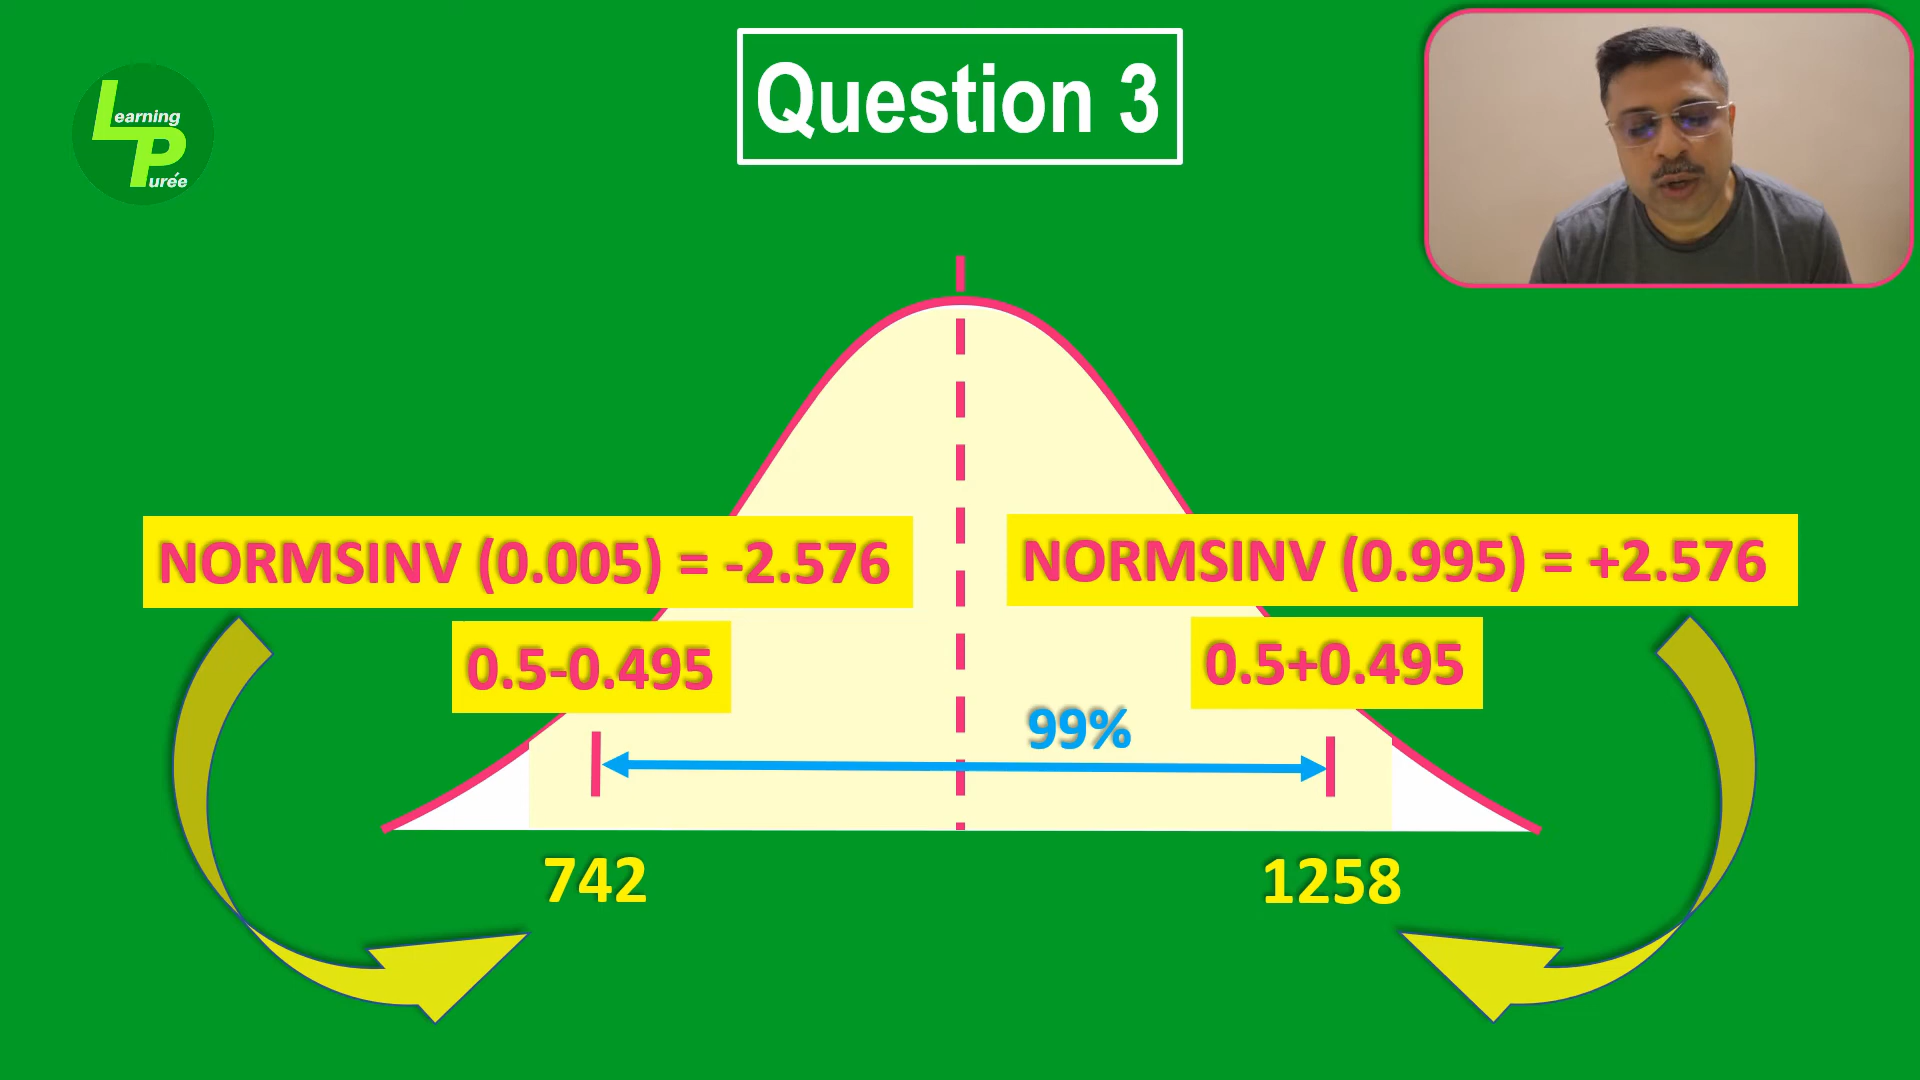 Question 3
Learning
Purée
NORMSINV (0.005) = -2.576
NORMSINV (0.995) = +2.576
0.5-0.495
0.5+0.495
99%
742
1258